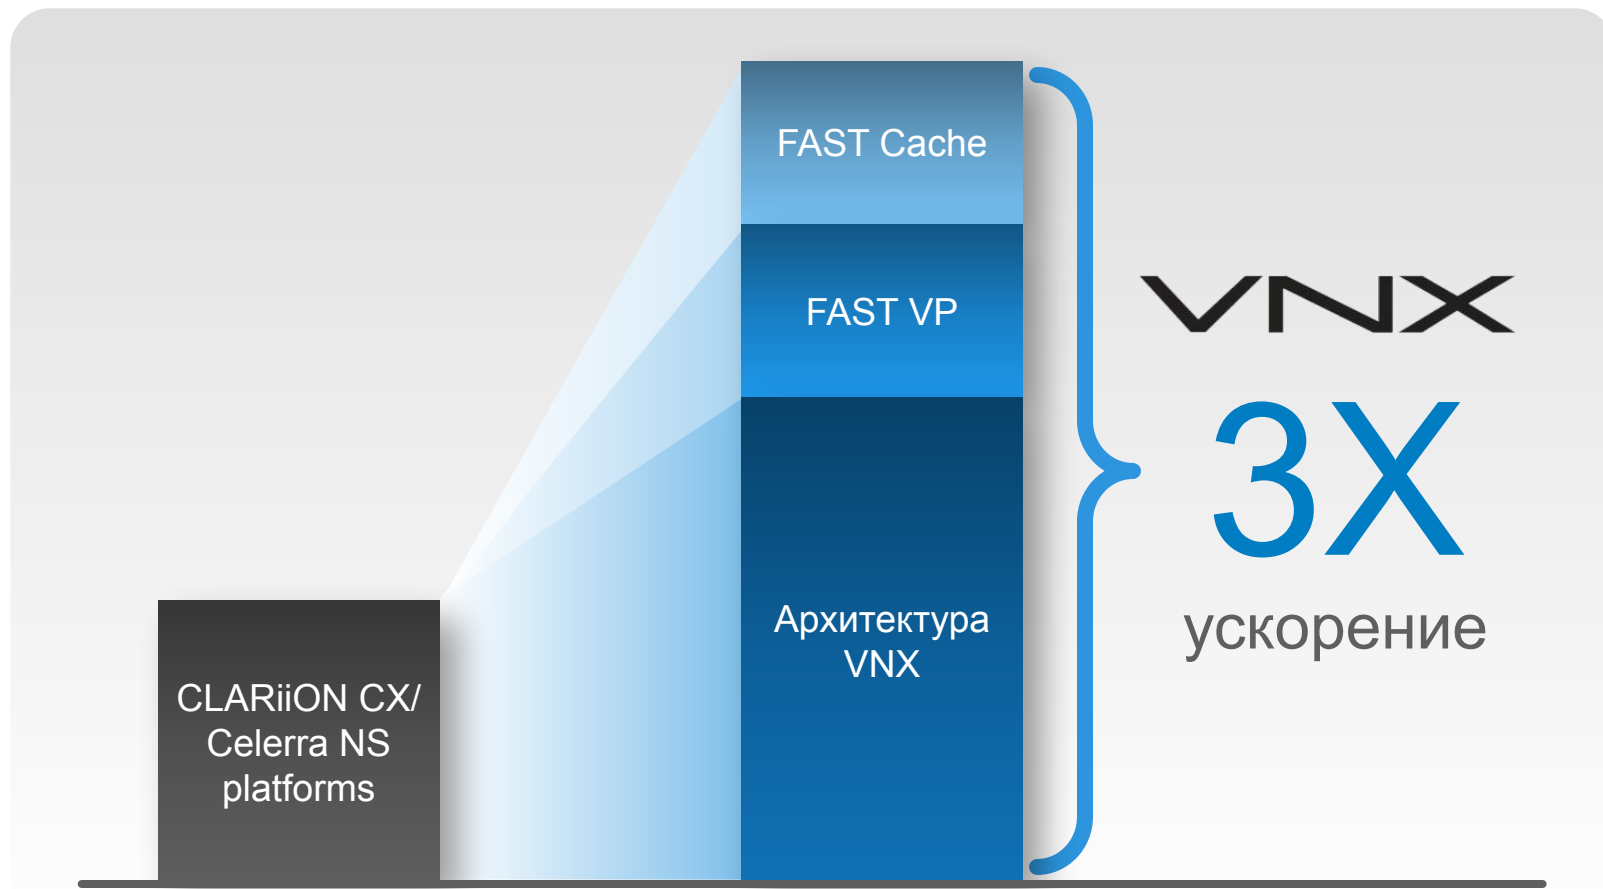 FAST Cache
FAST VP
Архитектура
VNX
CLARiiON CX/
Celerra NS
platforms
VNX
3X
ускорение